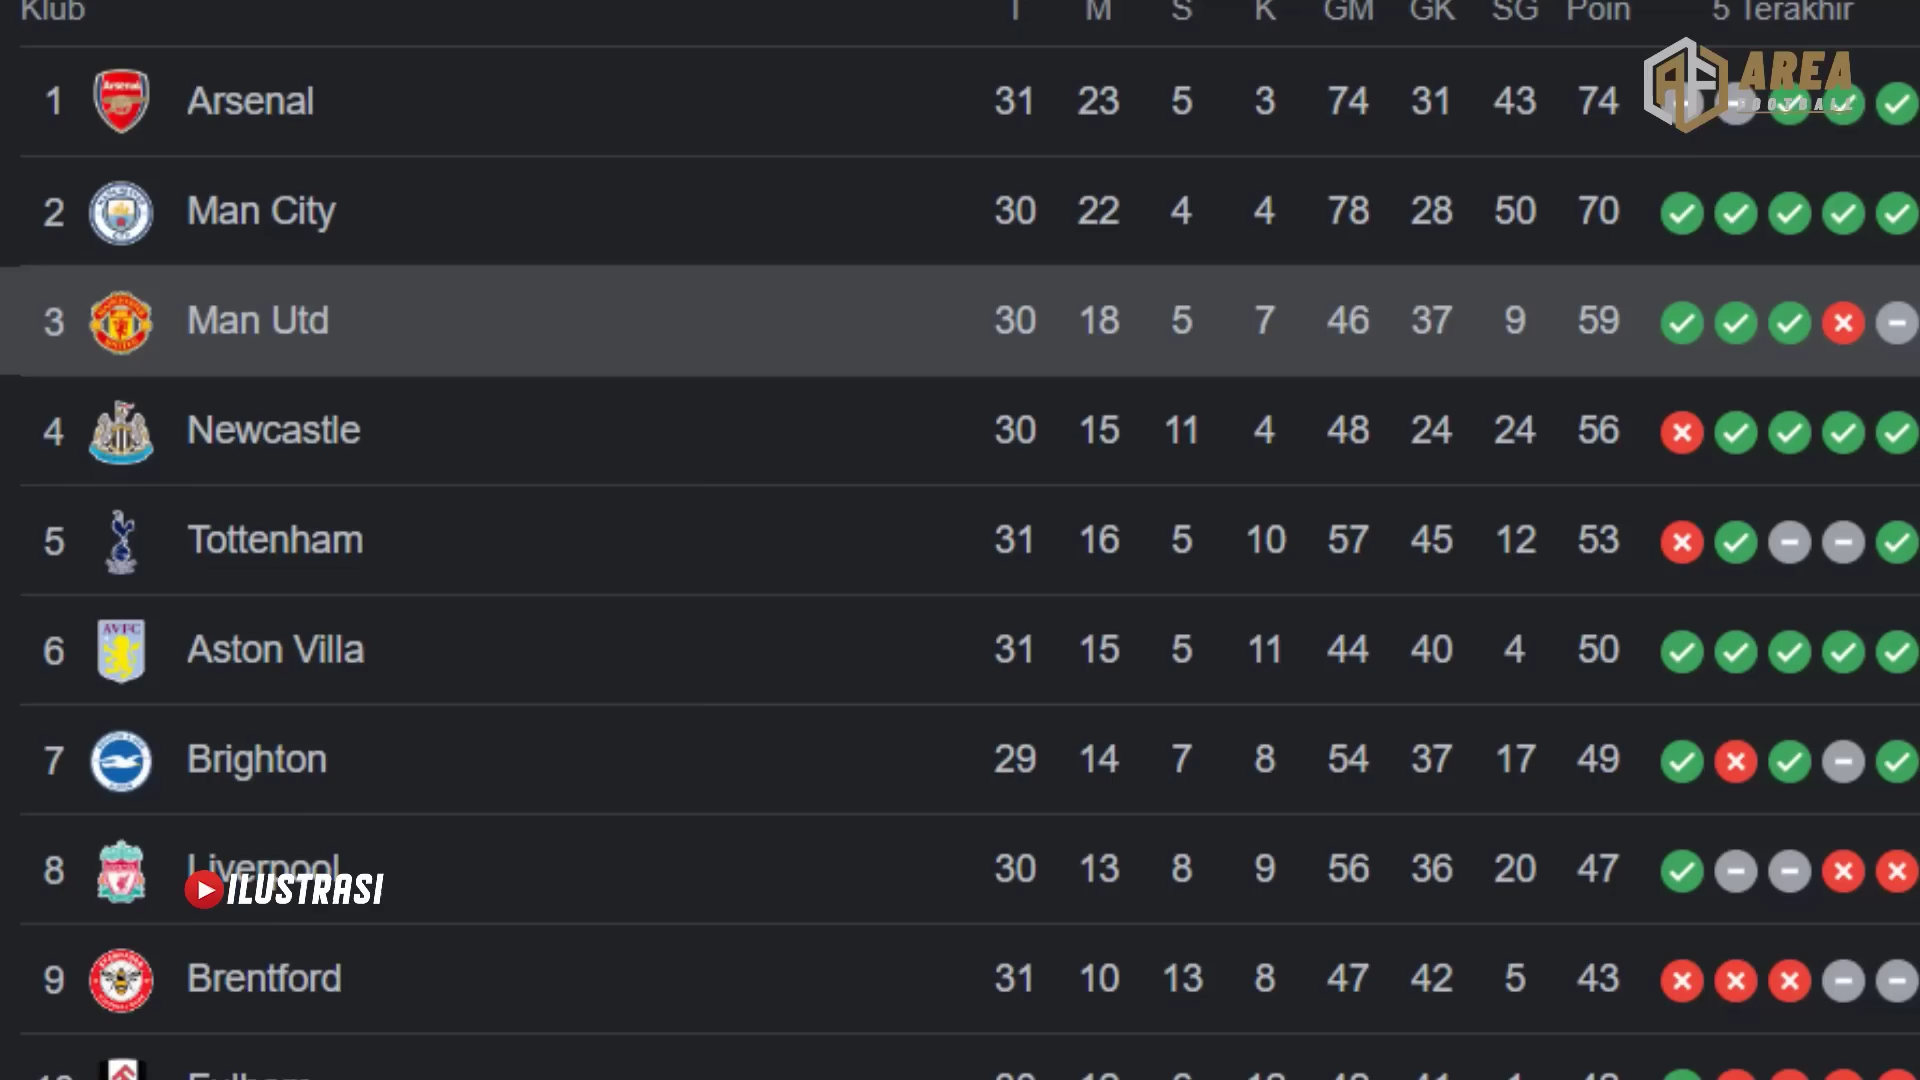 Klub T M S K GM GK SG Poin 5 Terakhir
AREA
FOOTBALL
1 Arsenal 31 23 5 3 74 31 43 74
2 Man City 30 22 4 4 78 28 50 70
3 Man Utd 30 18 5 7 46 37 9 59
4 Newcastle 30 15 11 4 48 24 24 56
5 Tottenham 31 16 5 10 57 45 12 53
6 Aston Villa 31 15 5 11 44 40 4 50
7 Brighton 29 14 7 8 54 37 17 49
8 Liverpool 30 13 8 9 56 36 20 47
ILUSTRASI
9 Brentford 31 10 13 8 47 42 5 43